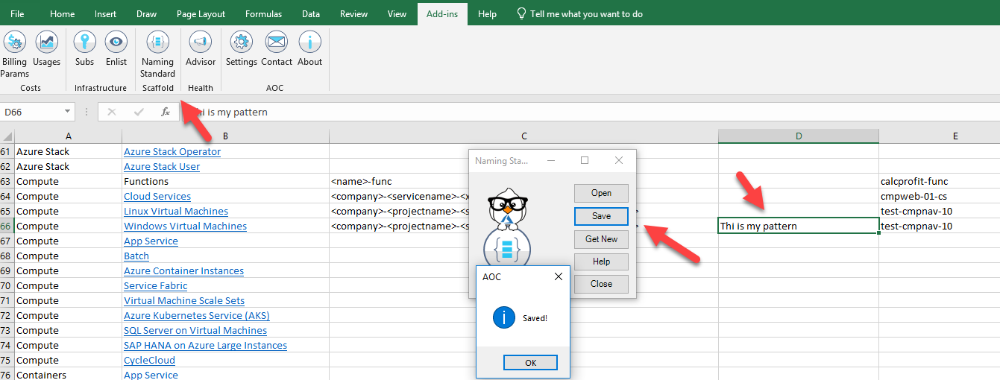 File Home Insert Draw Page Layout Formulas Data Review View Add-ins Help Tell me what you want to do
Billing Params Usages Subs Enlist Naming Standard Advisor Settings Contact About
Costs Infrastructure Scaffold Health AOC
D66 fx Thi is my pattern
A B C D E
61 Azure Stack Azure Stack Operator
62 Azure Stack Azure Stack User
63 Compute Functions <name>-func calcprofit-func
64 Compute Cloud Services <company>-<servicename>-<x cmpweb-01-cs
65 Compute Linux Virtual Machines <company>-<projectname>-<s > test-cmpnav-10
66 Compute Windows Virtual Machines <company>-<projectname>-<s > Thi is my pattern test-cmpnav-10
67 Compute App Service
68 Compute Batch
69 Compute Azure Container Instances
70 Compute Service Fabric
71 Compute Virtual Machine Scale Sets
72 Compute Azure Kubernetes Service (AKS)
73 Compute SQL Server on Virtual Machines
74 Compute SAP HANA on Azure Large Instances
75 Compute CycleCloud
76 Containers App Service
Naming Sta...
Open
Save
Get New
Help
Close
AOC
i Saved!
OK